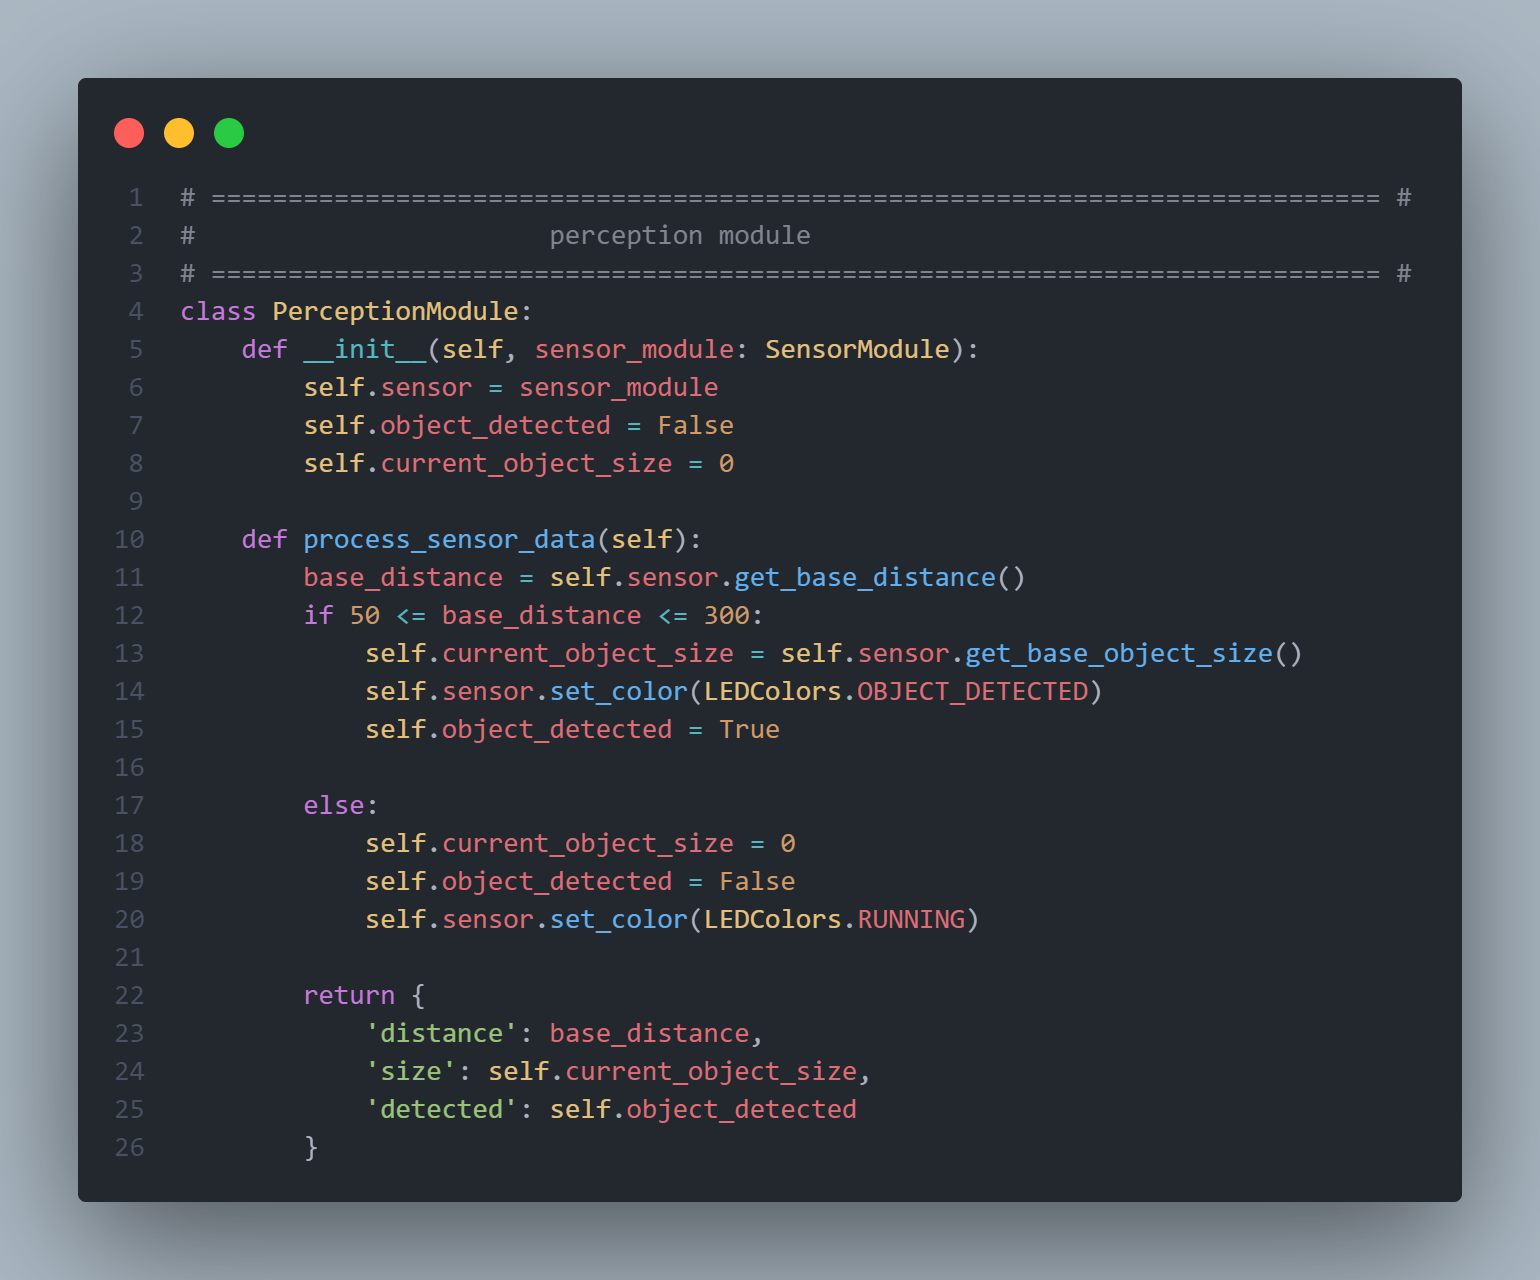 1 # ============================================================================ #
2 #                       perception module
3 # ============================================================================ #
4 class PerceptionModule:
5     def __init__(self, sensor_module: SensorModule):
6         self.sensor = sensor_module
7         self.object_detected = False
8         self.current_object_size = 0
9
10     def process_sensor_data(self):
11         base_distance = self.sensor.get_base_distance()
12         if 50 <= base_distance <= 300:
13             self.current_object_size = self.sensor.get_base_object_size()
14             self.sensor.set_color(LEDColors.OBJECT_DETECTED)
15             self.object_detected = True
16
17         else:
18             self.current_object_size = 0
19             self.object_detected = False
20             self.sensor.set_color(LEDColors.RUNNING)
21
22         return {
23             'distance': base_distance,
24             'size': self.current_object_size,
25             'detected': self.object_detected
26         }